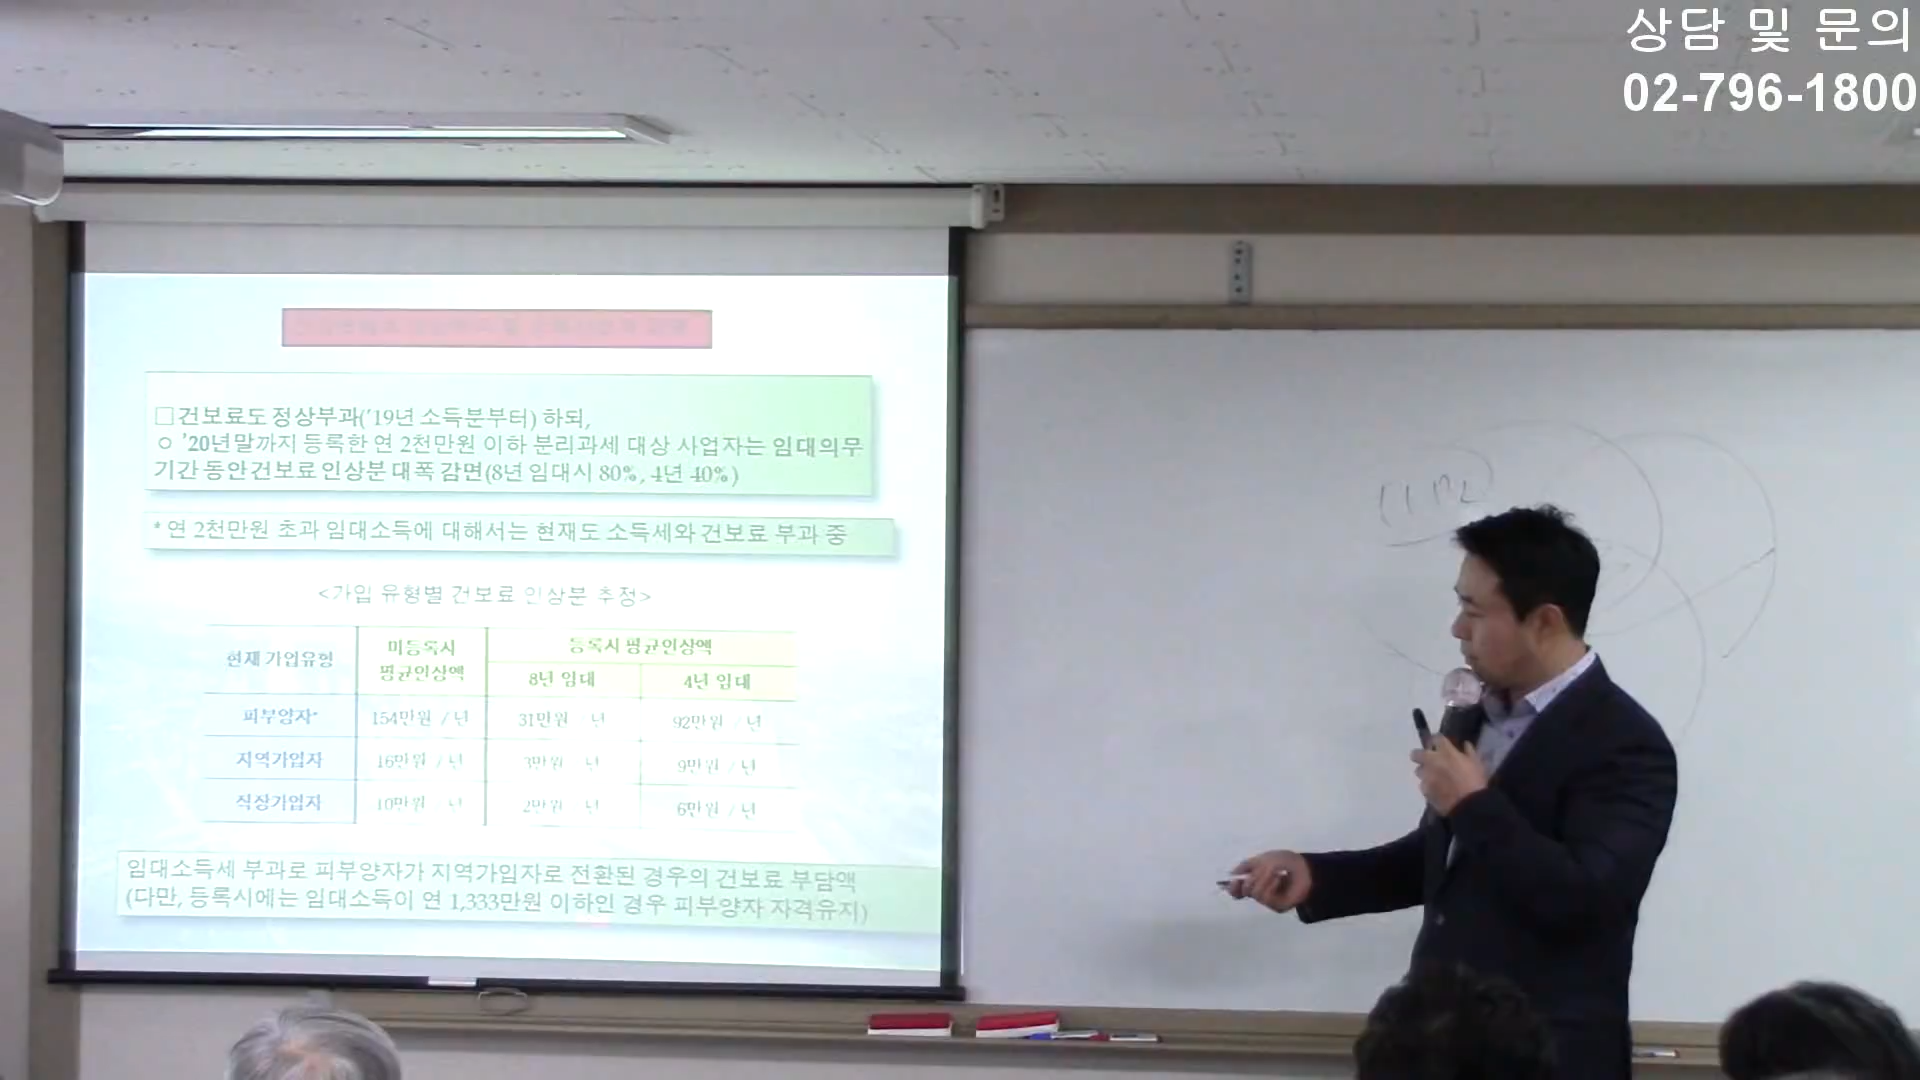 상담 및 문의
02-796-1800
□ 건보료도 정상부과('19년 소득분부터) 하되,
ㅇ '20년말까지 등록한 연 2천만원 이하 분리과세 대상 사업자는 임대의무
기간 동안 건보료 인상분 대폭 감면(8년 임대시 80%, 4년 40%)
* 연 2천만원 초과 임대소득에 대해서는 현재도 소득세와 건보료 부과 중
<가입 유형별 건보료 인상분 추정>
현재 가입유형 미등록시 평균인상액 등록시 평균인상액
8년 임대 4년 임대
피부양자* 154만원 / 년 31만원 / 년 92만원 / 년
지역가입자 16만원 / 년 3만원 / 년 9만원 / 년
직장가입자 10만원 / 년 2만원 / 년 6만원 / 년
임대소득세 부과로 피부양자가 지역가입자로 전환된 경우의 건보료 부담액
(다만, 등록시에는 임대소득이 연 1,333만원 이하인 경우 피부양자 자격유지)